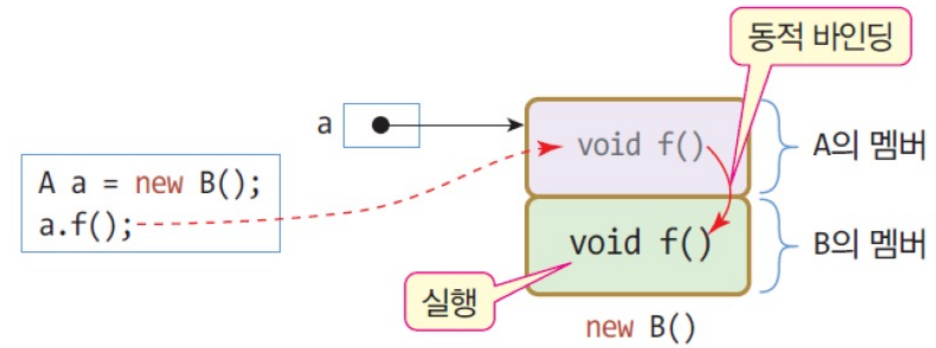 동적 바인딩
a
void f()
A의 멤버
A a = new B();
a.f();
void f()
B의 멤버
실행
new B()